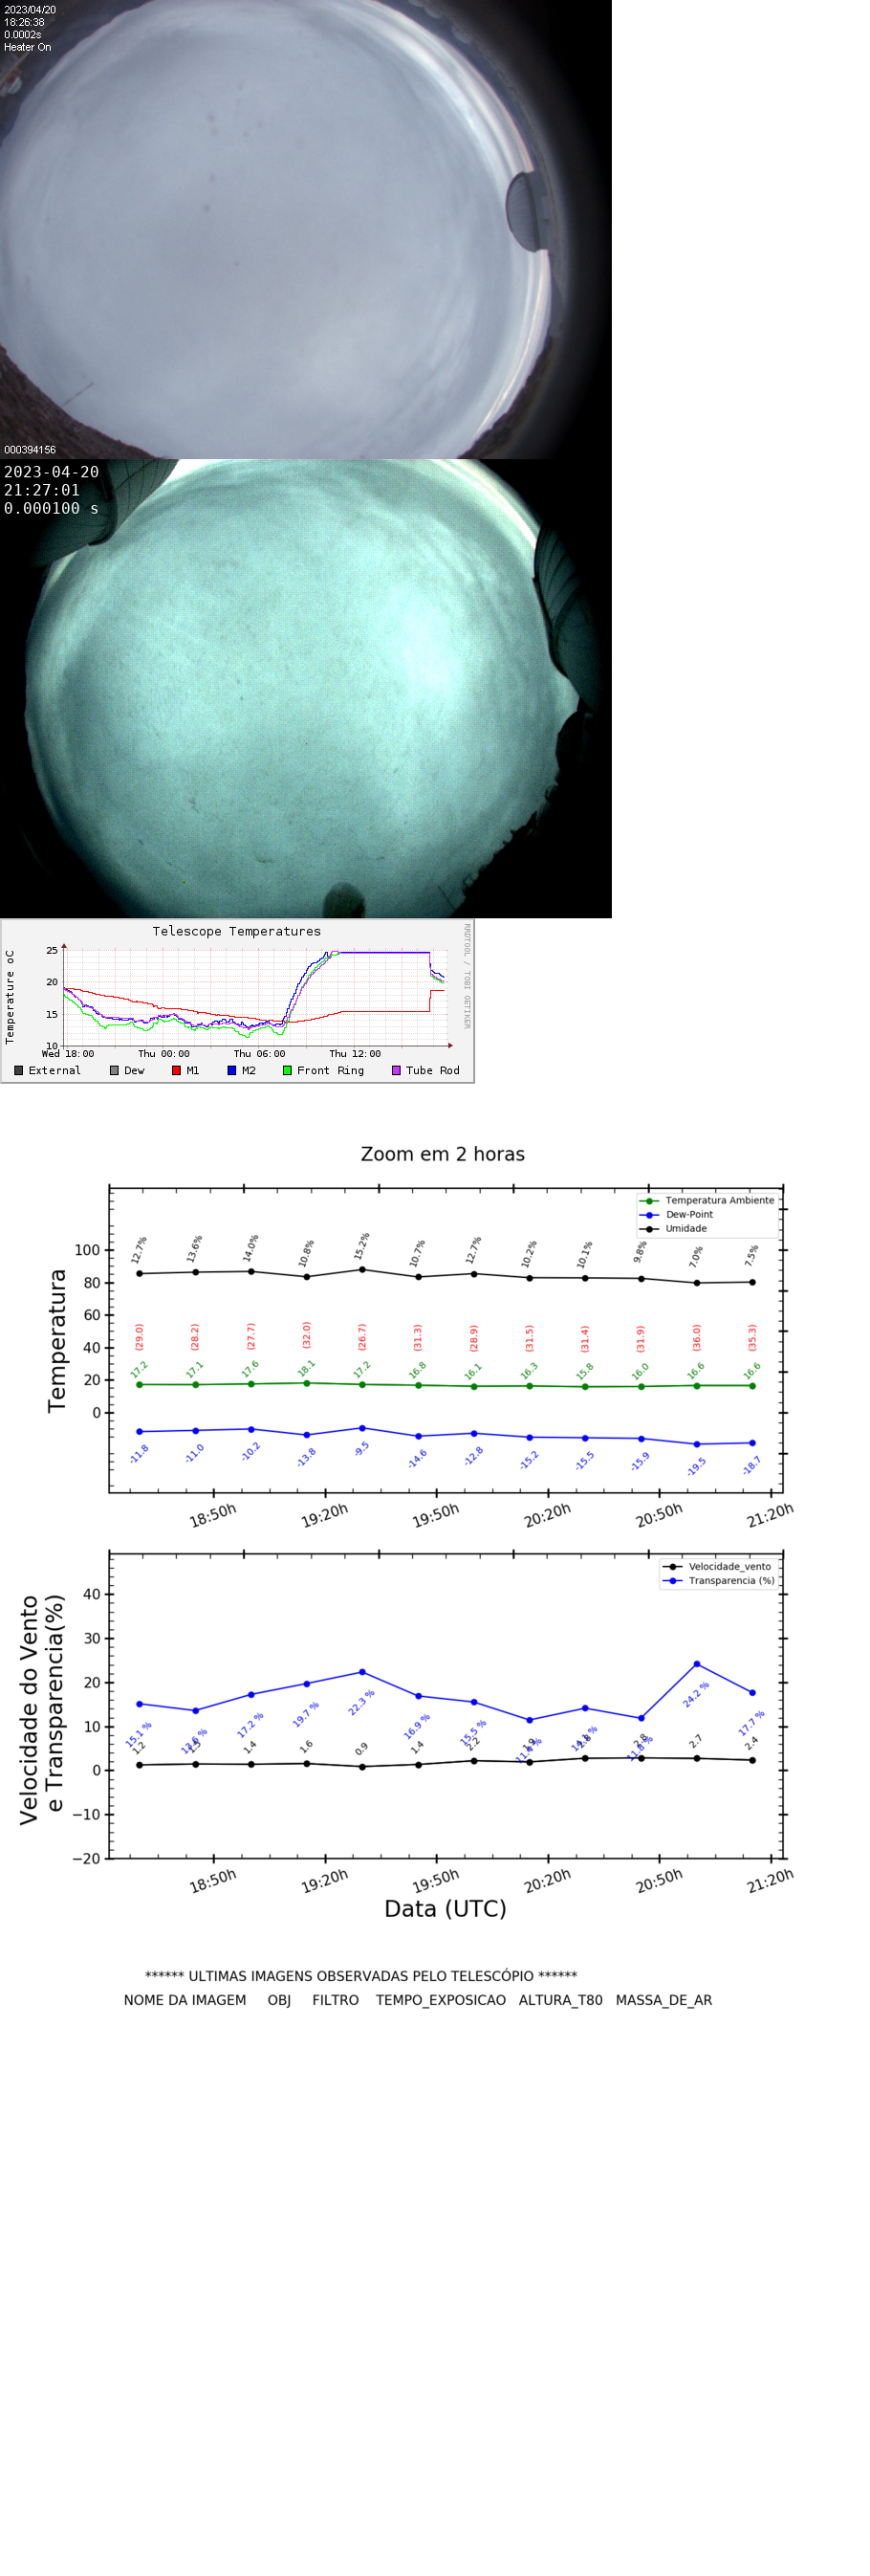 2023/04/20
18:26:38
0.0002s
Heater On
000394156
2023-04-20
21:27:01
0.000100 s
Telescope Temperatures
RRDTOOL / TOBI OETIKER
Temperature oC
25
20
15
10
Wed 18:00 Thu 00:00 Thu 06:00 Thu 12:00
External Dew M1 M2 Front Ring Tube Rod
Zoom em 2 horas
Temperatura Ambiente
Dew-Point
Umidade
Temperatura
100
80
60
40
20
0
12.7% 13.6% 14.0% 10.8% 15.2% 10.7% 12.7% 10.2% 10.1% 9.8% 7.0% 7.5%
(29.0) (28.2) (27.7) (32.0) (26.7) (31.3) (28.9) (31.5) (31.4) (31.9) (36.0) (35.3)
17.2 17.1 17.6 18.1 17.2 16.8 16.1 16.3 15.8 16.0 16.6 16.6
-11.8 -11.0 -10.2 -13.8 -9.5 -14.6 -12.8 -15.2 -15.5 -15.9 -19.5 -18.7
18:50h 19:20h 19:50h 20:20h 20:50h 21:20h
Velocidade_vento
Transparencia (%)
Velocidade do Vento
e Transparencia(%)
40
30
20
10
0
−10
−20
15.1 % 17.2 % 19.7 % 22.3 % 16.9 % 15.5 % 24.2 % 17.7 %
1.2 1.4 1.6 0.9 1.4 2.2 2.7 2.4
18:50h 19:20h 19:50h 20:20h 20:50h 21:20h
Data (UTC)
****** ULTIMAS IMAGENS OBSERVADAS PELO TELESCÓPIO ******
NOME DA IMAGEM OBJ FILTRO TEMPO_EXPOSICAO ALTURA_T80 MASSA_DE_AR